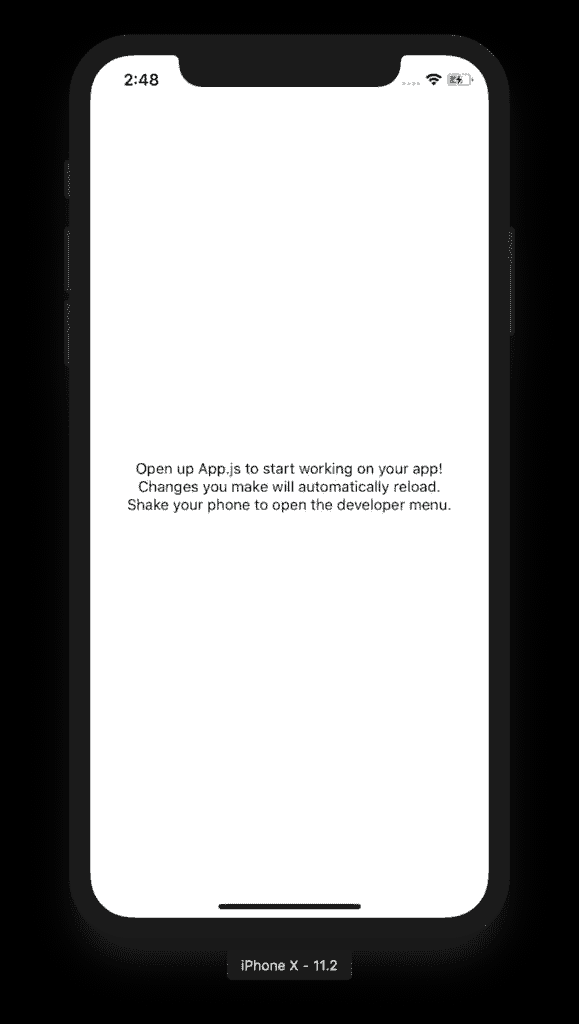 2:48
Open up App.js to start working on your app!
Changes you make will automatically reload.
Shake your phone to open the developer menu.
iPhone X - 11.2